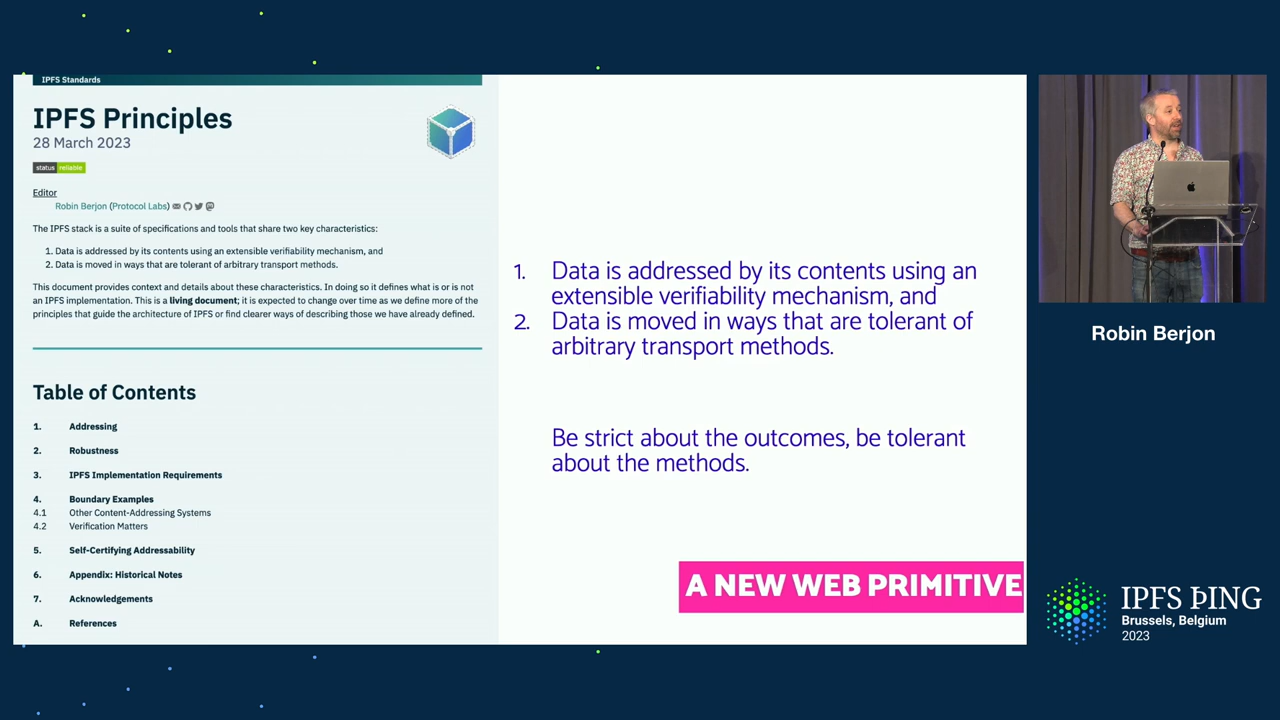 IPFS Standards
IPFS Principles
28 March 2023
status reliable
Editor
Robin Berjon (Protocol Labs)
The IPFS stack is a suite of specifications and tools that share two key characteristics:
1. Data is addressed by its contents using an extensible verifiability mechanism, and
2. Data is moved in ways that are tolerant of arbitrary transport methods.
This document provides context and details about these characteristics. In doing so it defines what is or is not
an IPFS implementation. This is a living document; it is expected to change over time as we define more of the
principles that guide the architecture of IPFS or find clearer ways of describing those we have already defined.
Table of Contents
1. Addressing
2. Robustness
3. IPFS Implementation Requirements
4. Boundary Examples
4.1 Other Content-Addressing Systems
4.2 Verification Matters
5. Self-Certifying Addressability
6. Appendix: Historical Notes
7. Acknowledgements
A. References
1. Data is addressed by its contents using an
extensible verifiability mechanism, and
2. Data is moved in ways that are tolerant of
arbitrary transport methods.
Be strict about the outcomes, be tolerant
about the methods.
A NEW WEB PRIMITIVE
Robin Berjon
IPFS ÞING
Brussels, Belgium
2023